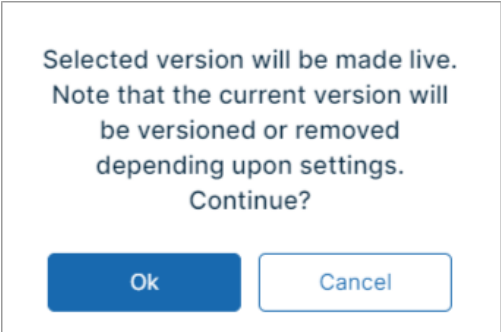 Selected version will be made live.
Note that the current version will
be versioned or removed
depending upon settings.
Continue?
Ok
Cancel